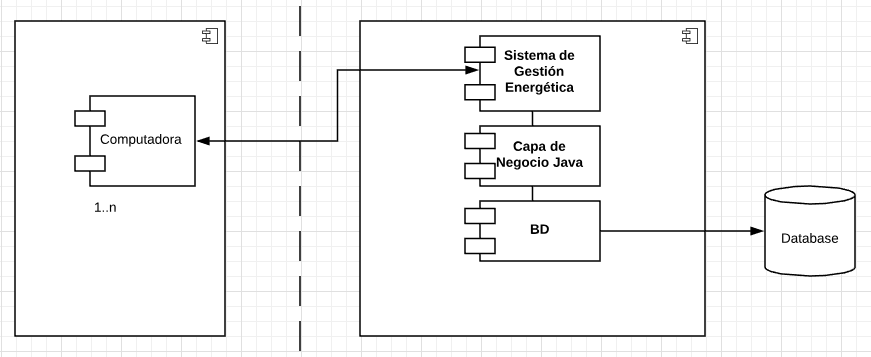 Sistema de
Gestión
Energética
Computadora
Capa de
Negocio Java
1..n
BD
Database